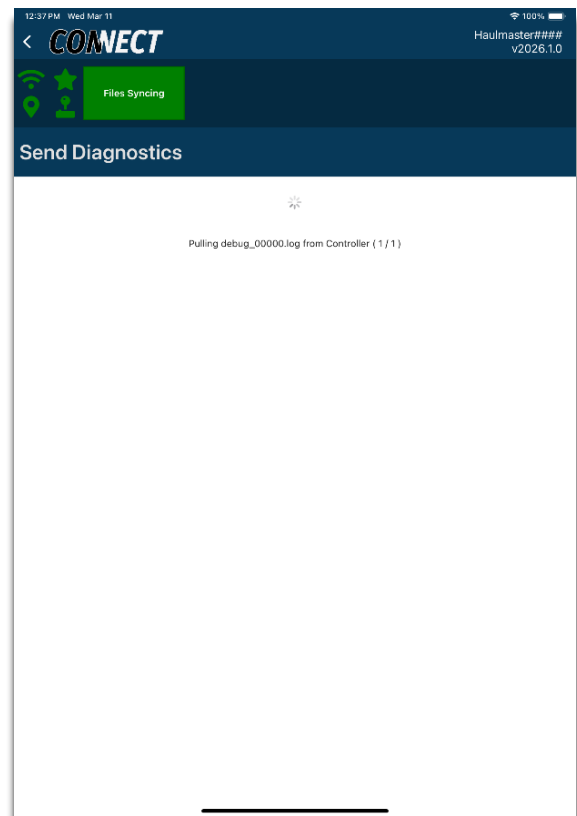 12:37 PM Wed Mar 11
100%
CONNECT
Haulmaster####
v2026.1.0
Files Syncing
Send Diagnostics
Pulling debug_00000.log from Controller ( 1 / 1 )